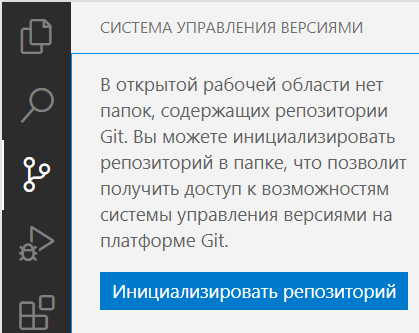 СИСТЕМА УПРАВЛЕНИЯ ВЕРСИЯМИ
В открытой рабочей области нет
папок, содержащих репозитории
Git. Вы можете инициализировать
репозиторий в папке, что позволит
получить доступ к возможностям
системы управления версиями на
платформе Git.
Инициализировать репозиторий